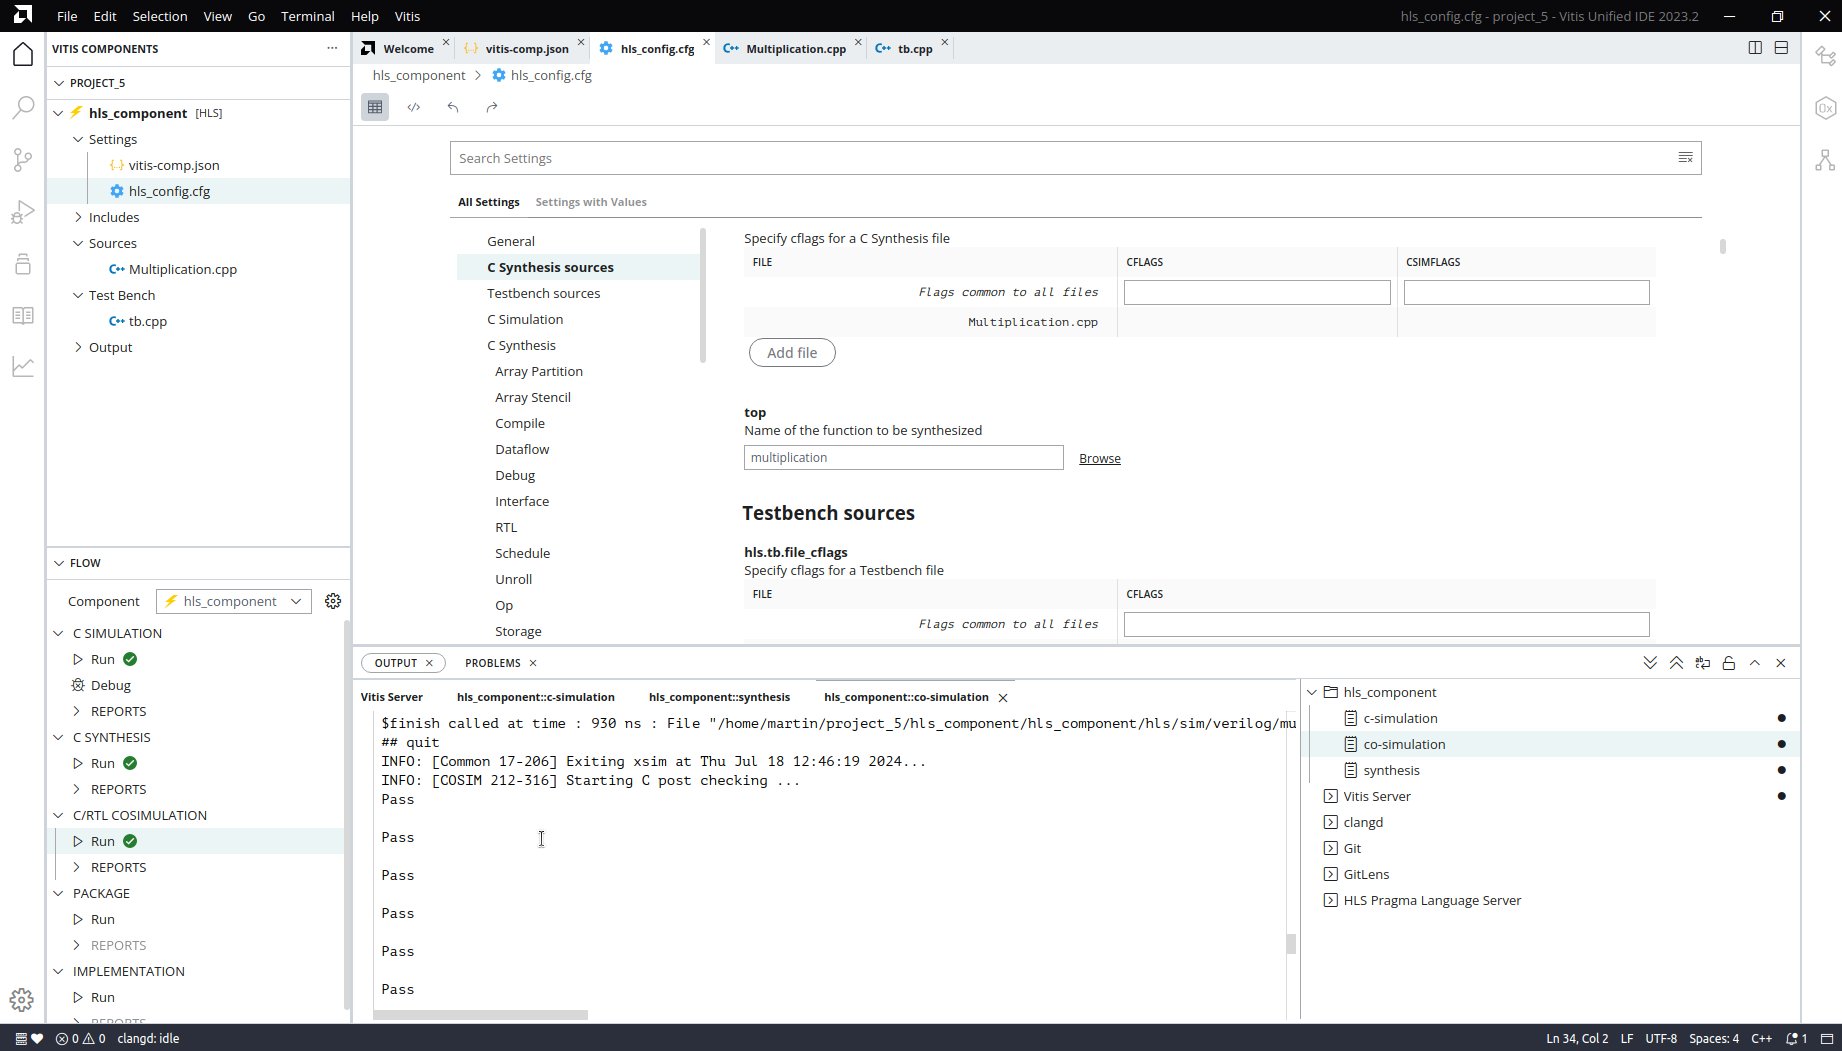 File Edit Selection View Go Terminal Help Vitis
hls_config.cfg - project_5 - Vitis Unified IDE 2023.2
VITIS COMPONENTS
PROJECT_5
hls_component [HLS]
Settings
vitis-comp.json
hls_config.cfg
Includes
Sources
Multiplication.cpp
Test Bench
tb.cpp
Output
FLOW
Component hls_component
C SIMULATION
Run
Debug
REPORTS
C SYNTHESIS
Run
REPORTS
C/RTL COSIMULATION
Run
REPORTS
PACKAGE
Run
REPORTS
IMPLEMENTATION
Run
REPORTS
Welcome vitis-comp.json hls_config.cfg Multiplication.cpp tb.cpp
hls_component > hls_config.cfg
Search Settings
All Settings Settings with Values
General
C Synthesis sources
Testbench sources
C Simulation
C Synthesis
Array Partition
Array Stencil
Compile
Dataflow
Debug
Interface
RTL
Schedule
Unroll
Op
Storage
Specify cflags for a C Synthesis file
FILE CFLAGS CSIMFLAGS
Flags common to all files
Multiplication.cpp
Add file
top
Name of the function to be synthesized
multiplication Browse
Testbench sources
hls.tb.file_cflags
Specify cflags for a Testbench file
FILE CFLAGS
Flags common to all files
OUTPUT PROBLEMS
Vitis Server hls_component::c-simulation hls_component::synthesis hls_component::co-simulation
$finish called at time : 930 ns : File "/home/martin/project_5/hls_component/hls_component/hls/sim/verilog/mu
## quit
INFO: [Common 17-206] Exiting xsim at Thu Jul 18 12:46:19 2024...
INFO: [COSIM 212-316] Starting C post checking ...
Pass
Pass
Pass
Pass
Pass
Pass
hls_component
c-simulation
co-simulation
synthesis
Vitis Server
clangd
Git
GitLens
HLS Pragma Language Server
0 0 clangd: idle
Ln 34, Col 2 LF UTF-8 Spaces: 4 C++ 1